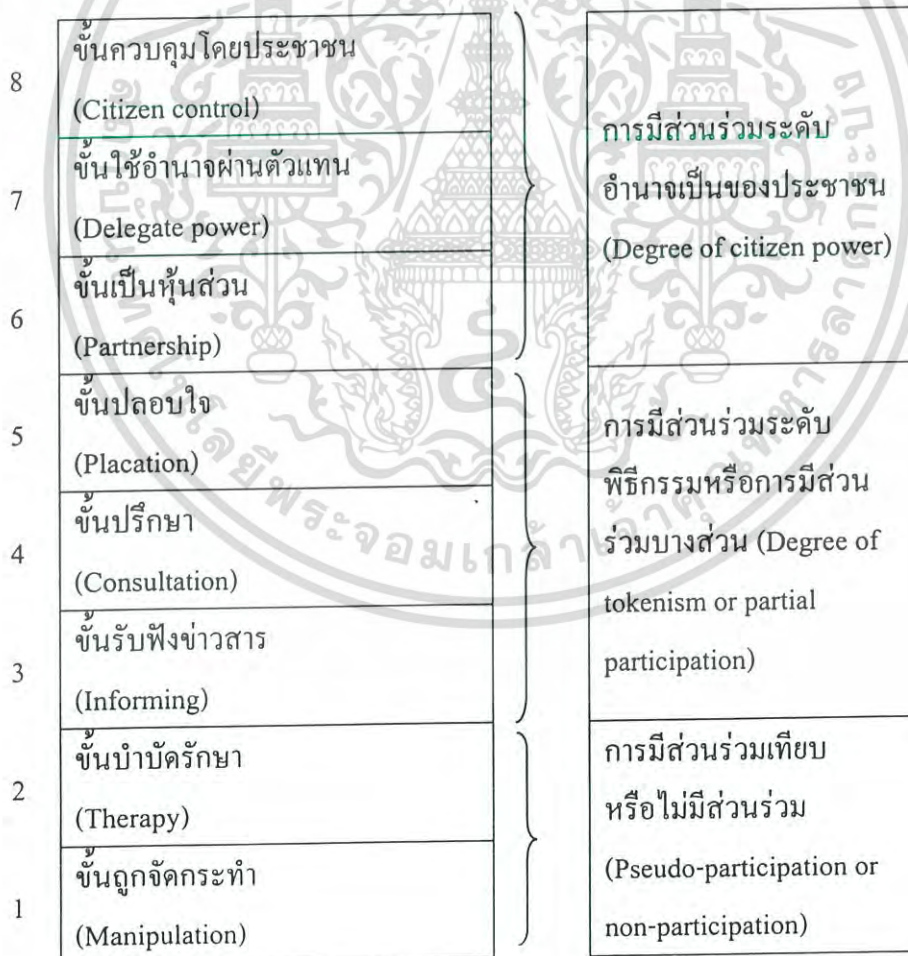 8
ขั้นควบคุมโดยประชาชน
(Citizen control)
7
ขั้นใช้อำนาจผ่านตัวแทน
(Delegate power)
6
ขั้นเป็นหุ้นส่วน
(Partnership)
การมีส่วนร่วมระดับ
อำนาจเป็นของประชาชน
(Degree of citizen power)
5
ขั้นปลอบใจ
(Placation)
4
ขั้นปรึกษา
(Consultation)
3
ขั้นรับฟังข่าวสาร
(Informing)
การมีส่วนร่วมระดับ
พิธีกรรมหรือการมีส่วน
ร่วมบางส่วน (Degree of
tokenism or partial
participation)
2
ขั้นบำบัดรักษา
(Therapy)
1
ขั้นถูกจัดกระทำ
(Manipulation)
การมีส่วนร่วมเทียบ
หรือไม่มีส่วนร่วม
(Pseudo-participation or
non-participation)